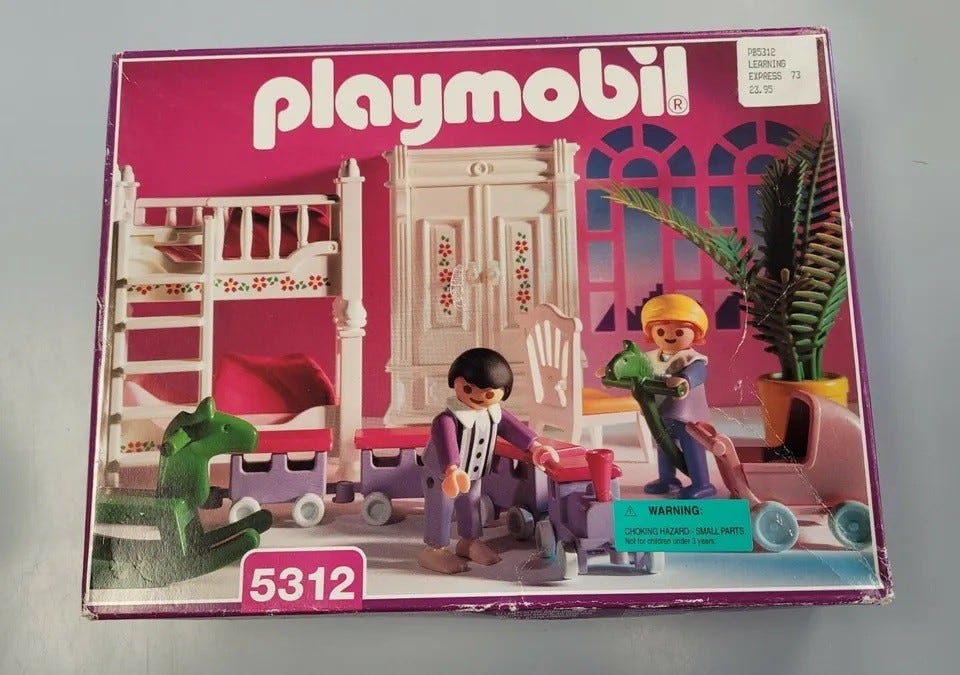 playmobil®
PB5312
LEARNING
EXPRESS 73
23.95
⚠ WARNING:
CHOKING HAZARD - SMALL PARTS
Not for children under 3 years.
5312